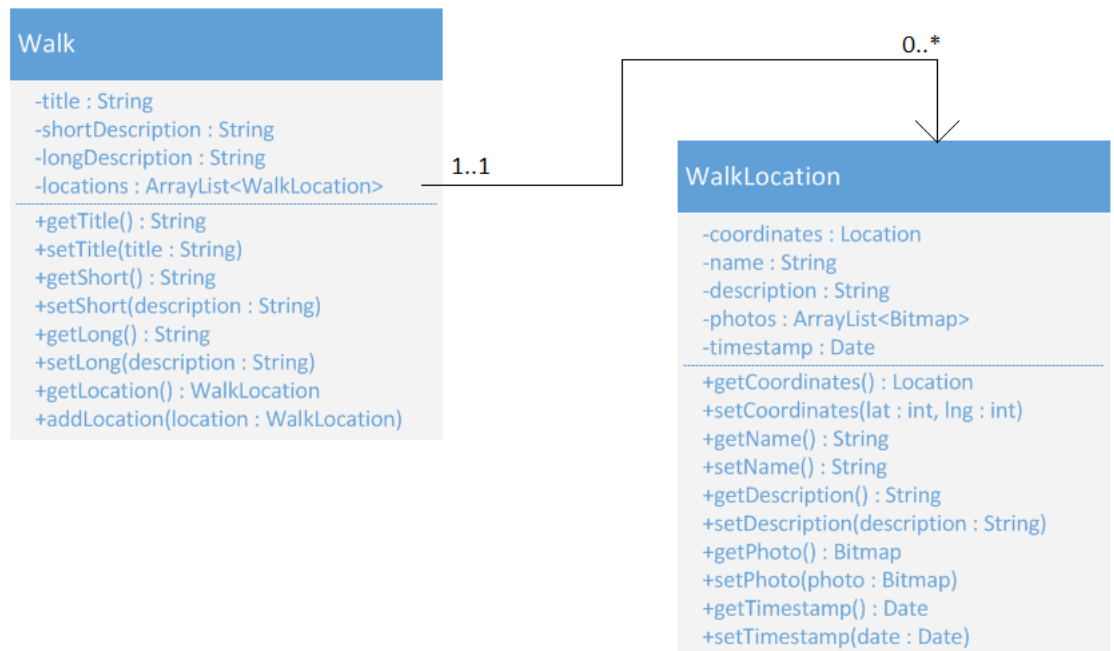 Walk
-title : String
-shortDescription : String
-longDescription : String
-locations : ArrayList<WalkLocation>
+getTitle() : String
+setTitle(title : String)
+getShort() : String
+setShort(description : String)
+getLong() : String
+setLong(description : String)
+getLocation() : WalkLocation
+addLocation(location : WalkLocation)
1..1
0..*
WalkLocation
-coordinates : Location
-name : String
-description : String
-photos : ArrayList<Bitmap>
-timestamp : Date
+getCoordinates() : Location
+setCoordinates(lat : int, lng : int)
+getName() : String
+setName() : String
+getDescription() : String
+setDescription(description : String)
+getPhoto() : Bitmap
+setPhoto(photo : Bitmap)
+getTimestamp() : Date
+setTimestamp(date : Date)